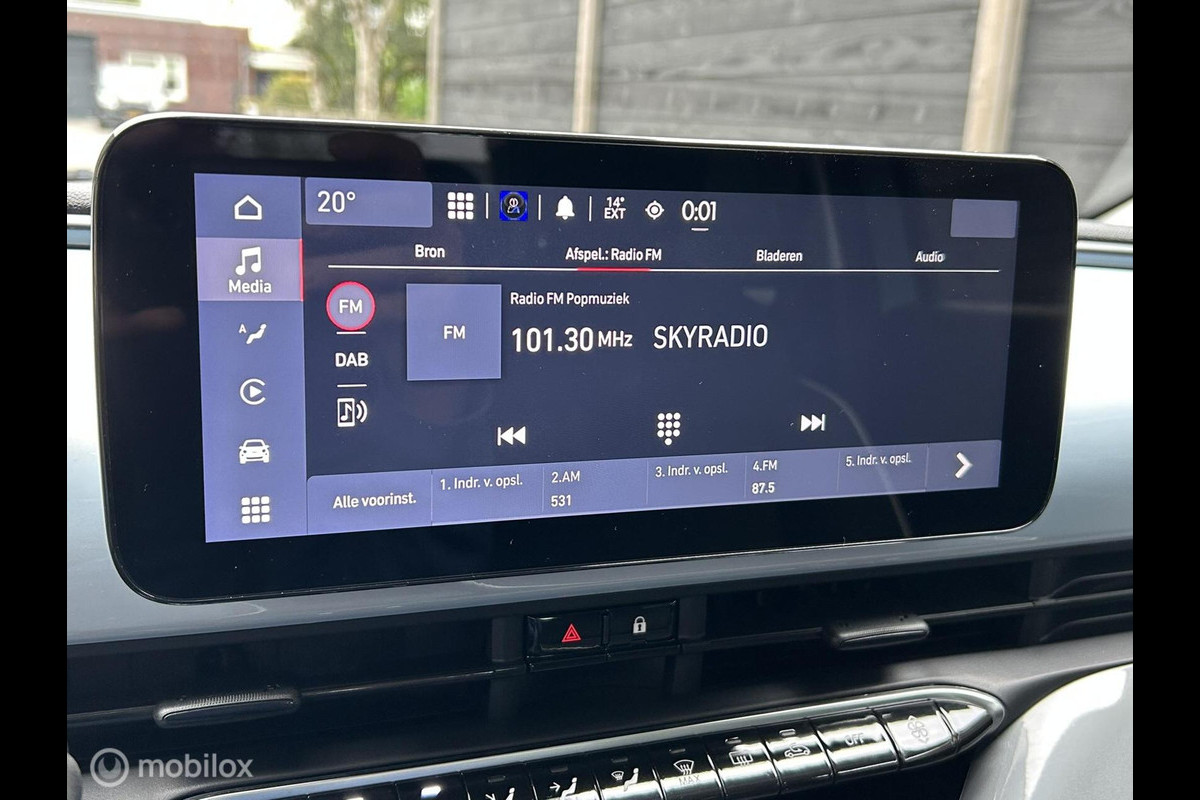 20°
14°
EXT
0:01
Bron
Afspel.: Radio FM
Bladeren
Audio
Media
A
FM
DAB
FM
Radio FM Popmuziek
101.30 MHz SKYRADIO
Alle voorinst.
1. Indr. v. opsl.
2.AM
531
3. Indr. v. opsl.
4.FM
87.5
5. Indr. v. opsl.
MAX
OFF
mobilox